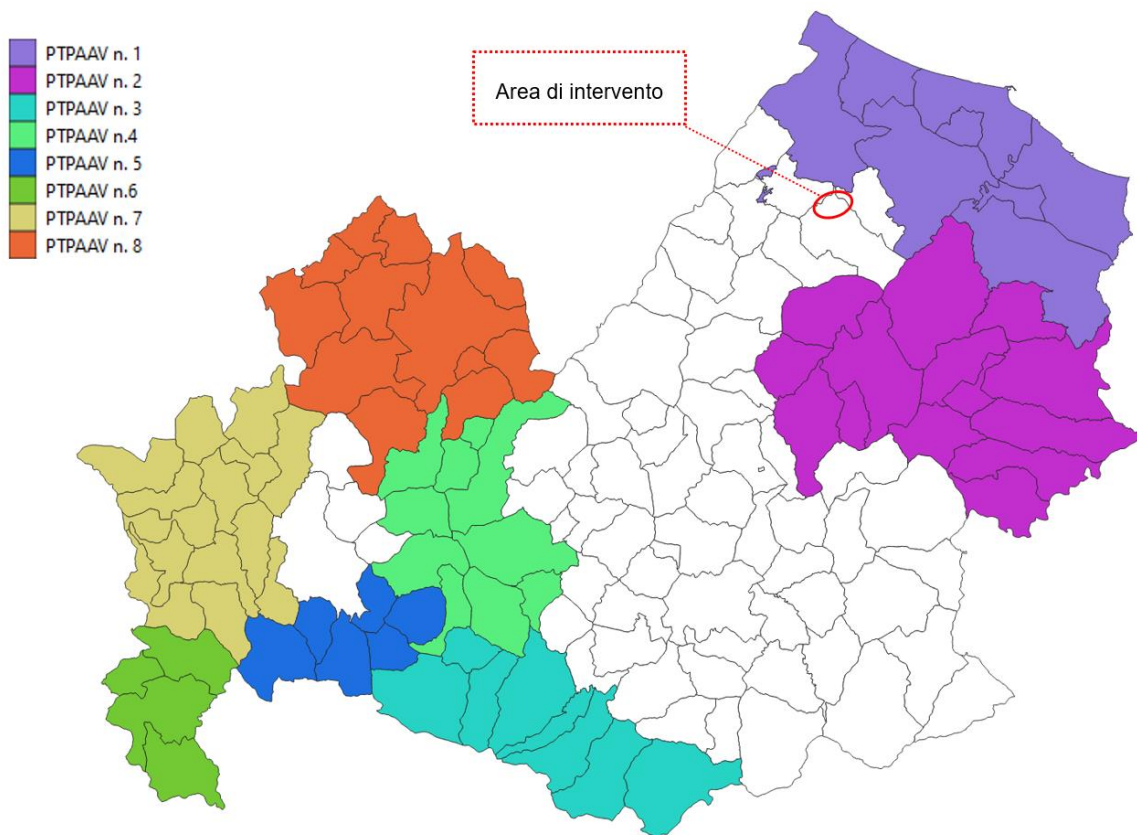 PTPAAV n. 1
PTPAAV n. 2
PTPAAV n. 3
PTPAAV n.4
PTPAAV n. 5
PTPAAV n.6
PTPAAV n. 7
PTPAAV n. 8
Area di intervento